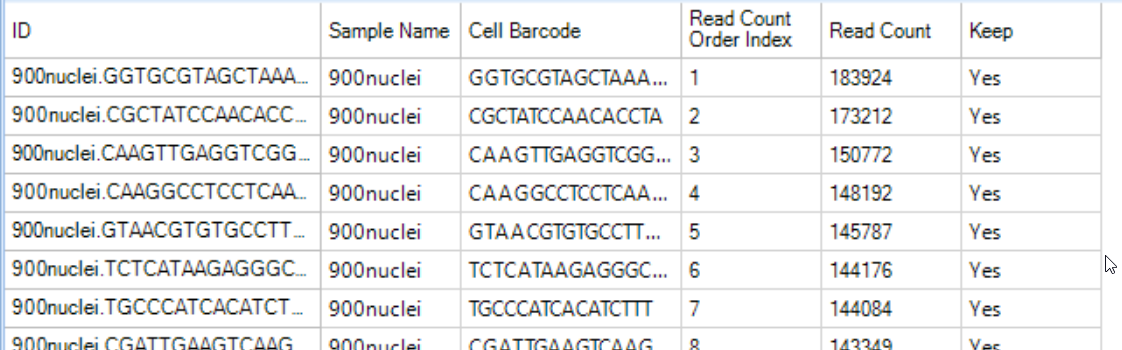 ID Sample Name Cell Barcode Read Count Order Index Read Count Keep
900nuclei.GGTGCGTAGCTAAA... 900nuclei GGTGCGTAGCTAAA... 1 183924 Yes
900nuclei.CGCTATCCAACACC... 900nuclei CGCTATCCAACACCTA 2 173212 Yes
900nuclei.CAAGTTGAGGTCGG... 900nuclei CAAGTTGAGGTCGG... 3 150772 Yes
900nuclei.CAAGGCCTCCTCAA... 900nuclei CAAGGCCTCCTCAA... 4 148192 Yes
900nuclei.GTAACGTGTGCCTT... 900nuclei GTAACGTGTGCCTT... 5 145787 Yes
900nuclei.TCTCATAAGAGGGC... 900nuclei TCTCATAAGAGGGC... 6 144176 Yes
900nuclei.TGCCCATCACATCT... 900nuclei TGCCCATCACATCTTT 7 144084 Yes
900nuclei.CGATTGAAGTCAAG 900nuclei CGATTGAAGTCAAG 8 143349 Yes